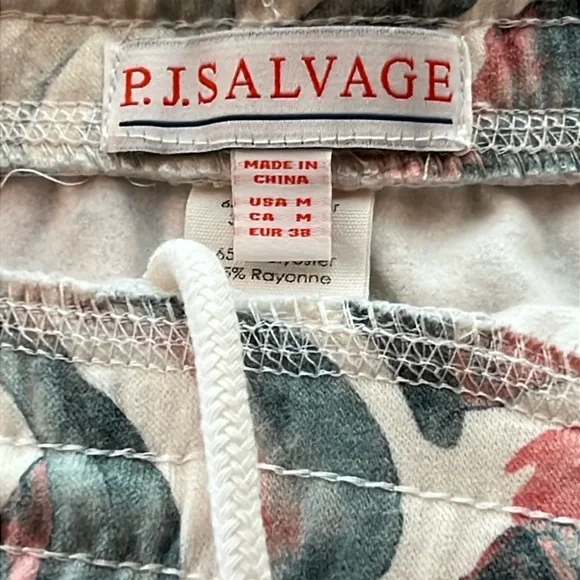 P.J.SALVAGE
MADE IN
CHINA
USA M
CA M
EUR 38
% Rayonne